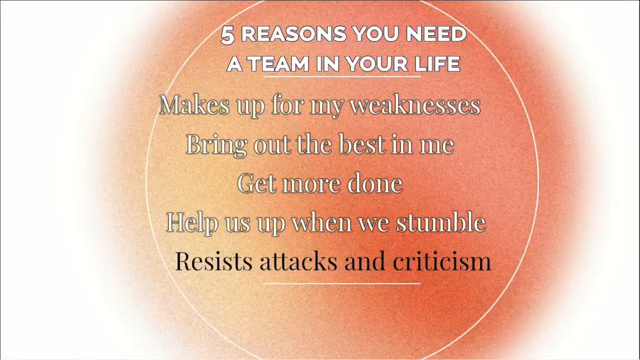 5 REASONS YOU NEED
A TEAM IN YOUR LIFE
Makes up for my weaknesses
Bring out the best in me
Get more done
Help us up when we stumble
Resists attacks and criticism